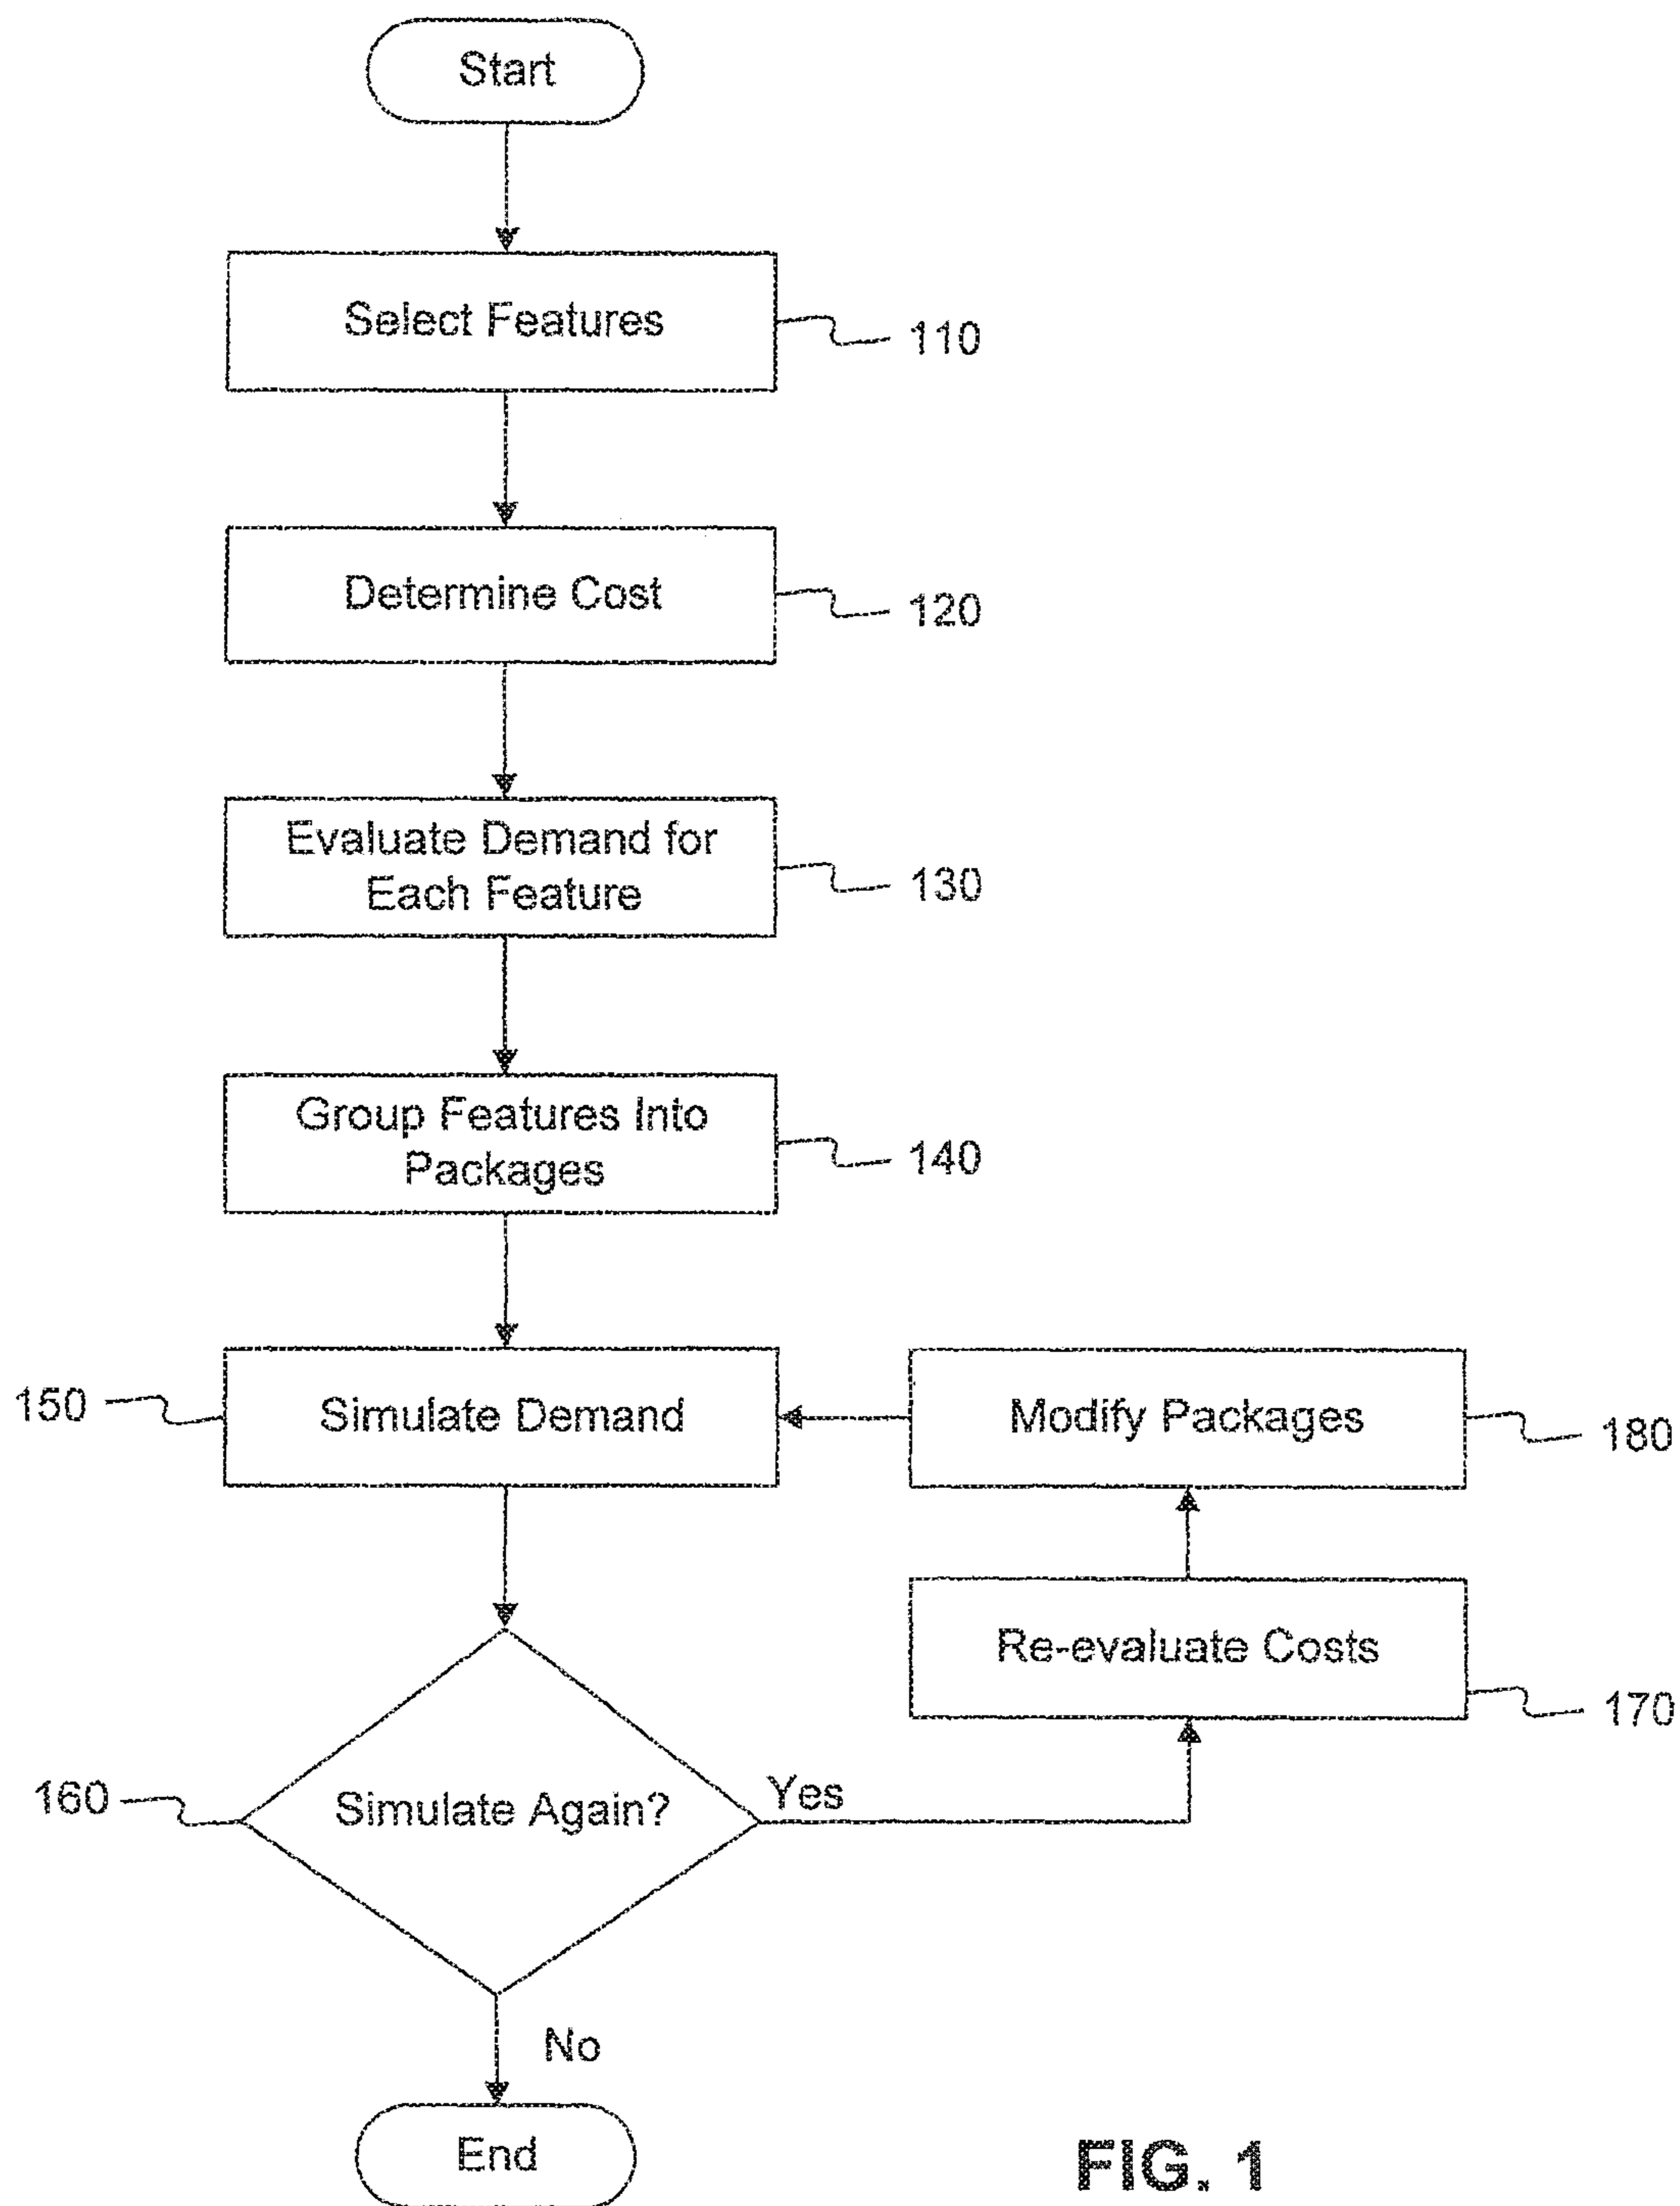 Start
Select Features
110
Determine Cost
120
Evaluate Demand for
Each Feature
130
Group Features Into
Packages
140
150
Simulate Demand
Modify Packages
180
Re-evaluate Costs
170
160
Simulate Again?
Yes
No
End
FIG. 1